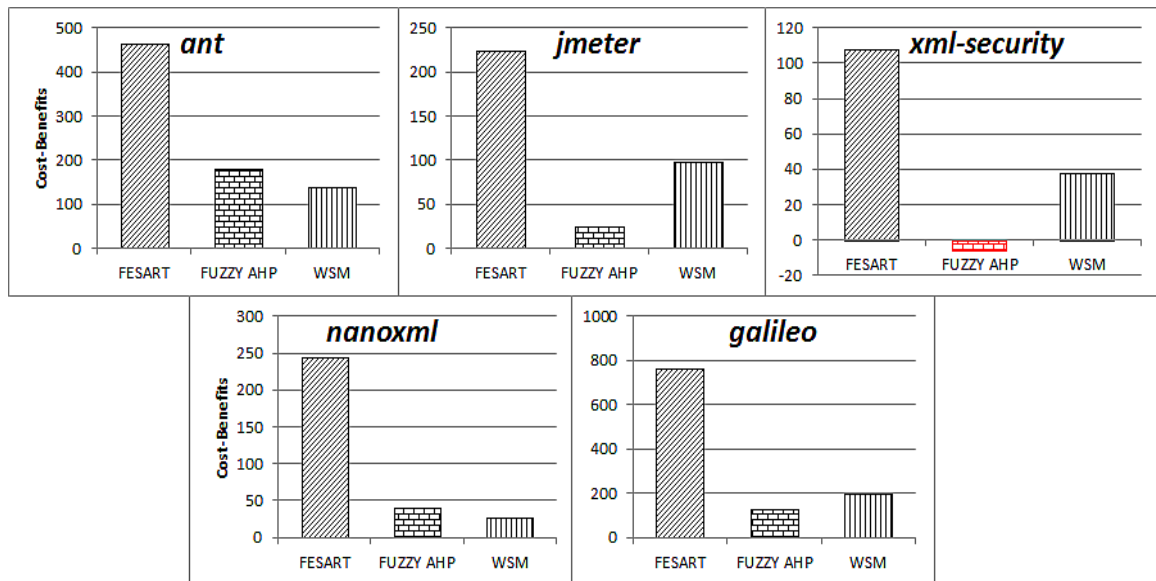 ant
Cost-Benefits
500
400
300
200
100
0
FESART FUZZY AHP WSM
jmeter
250
200
150
100
50
0
FESART FUZZY AHP WSM
xml-security
120
100
80
60
40
20
0
-20
FESART FUZZY AHP WSM
nanoxml
Cost-Benefits
300
250
200
150
100
50
0
FESART FUZZY AHP WSM
galileo
1000
800
600
400
200
0
FESART FUZZY AHP WSM